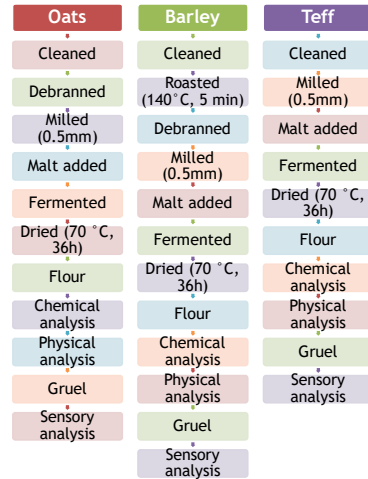 Oats
Cleaned
Debranned
Milled
(0.5mm)
Malt added
Fermented
Dried (70 °C,
36h)
Flour
Chemical
analysis
Physical
analysis
Gruel
Sensory
analysis
Barley
Cleaned
Roasted
(140°C, 5 min)
Debranned
Milled
(0.5mm)
Malt added
Fermented
Dried (70 °C,
36h)
Flour
Chemical
analysis
Physical
analysis
Gruel
Sensory
analysis
Teff
Cleaned
Milled
(0.5mm)
Malt added
Fermented
Dried (70 °C,
36h)
Flour
Chemical
analysis
Physical
analysis
Gruel
Sensory
analysis